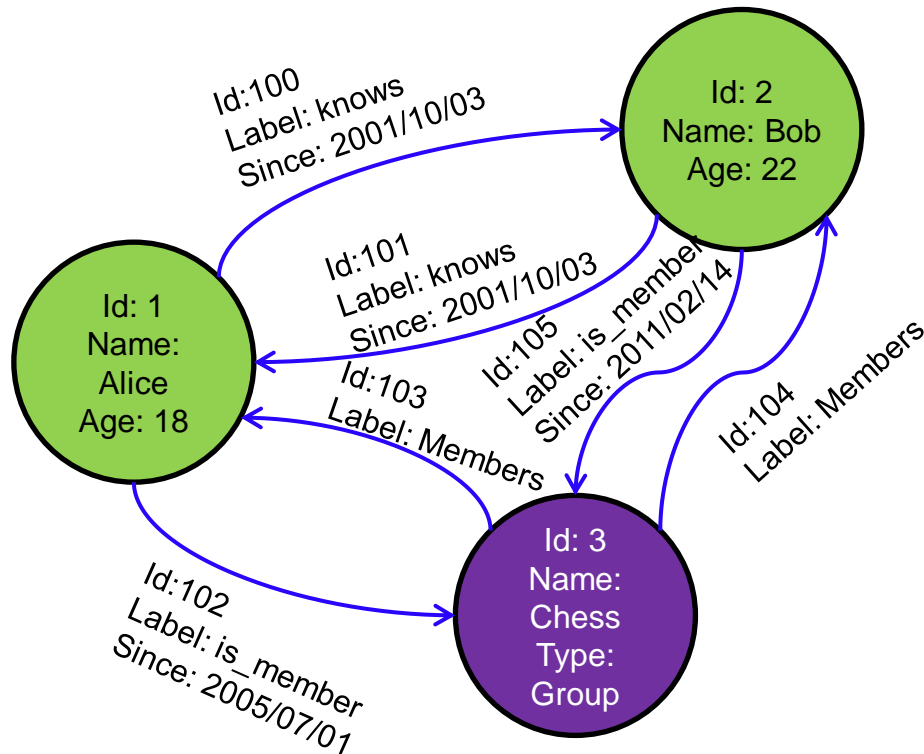 Id:100
Label: knows
Since: 2001/10/03
Id: 2
Name: Bob
Age: 22
Id:101
Label: knows
Since: 2001/10/03
Id: 1
Name:
Alice
Age: 18
Id:105
Label: is_member
Since: 2011/02/14
Id:103
Label: Members
Id:104
Label: Members
Id:102
Label: is_member
Since: 2005/07/01
Id: 3
Name:
Chess
Type:
Group